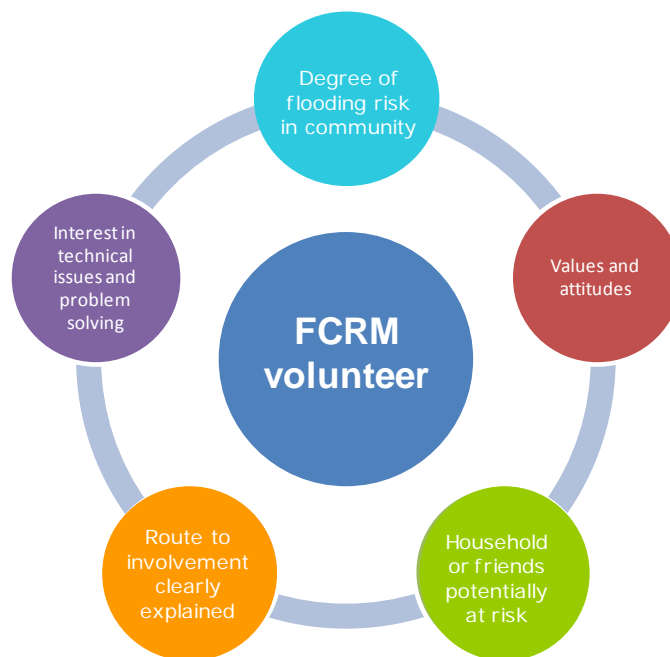 Degree of
flooding risk
in community
Interest in
technical
issues and
problem
solving
Values and
attitudes
FCRM
volunteer
Route to
involvement
clearly
explained
Household
or friends
potentially
at risk